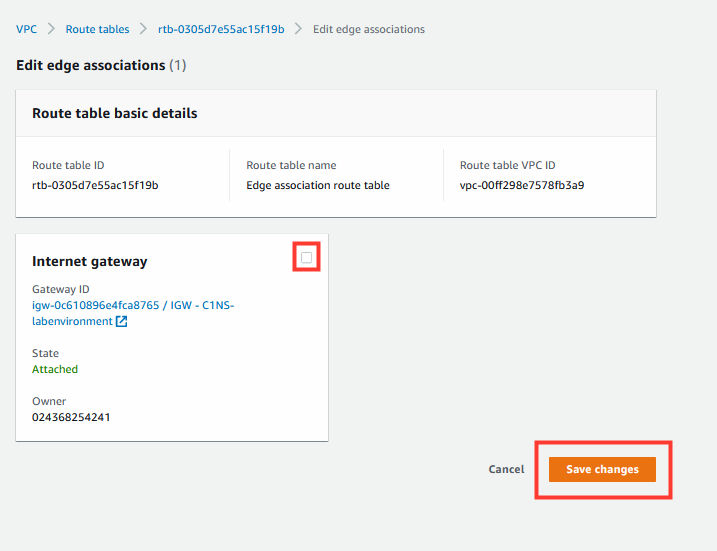 VPC > Route tables > rtb-0305d7e55ac15f19b > Edit edge associations
Edit edge associations (1)
Route table basic details
Route table ID
rtb-0305d7e55ac15f19b
Route table name
Edge association route table
Route table VPC ID
vpc-00ff298e7578fb3a9
Internet gateway
Gateway ID
igw-0c610896e4fca8765 / IGW - C1NS-
labenvironment
State
Attached
Owner
024368254241
Cancel
Save changes